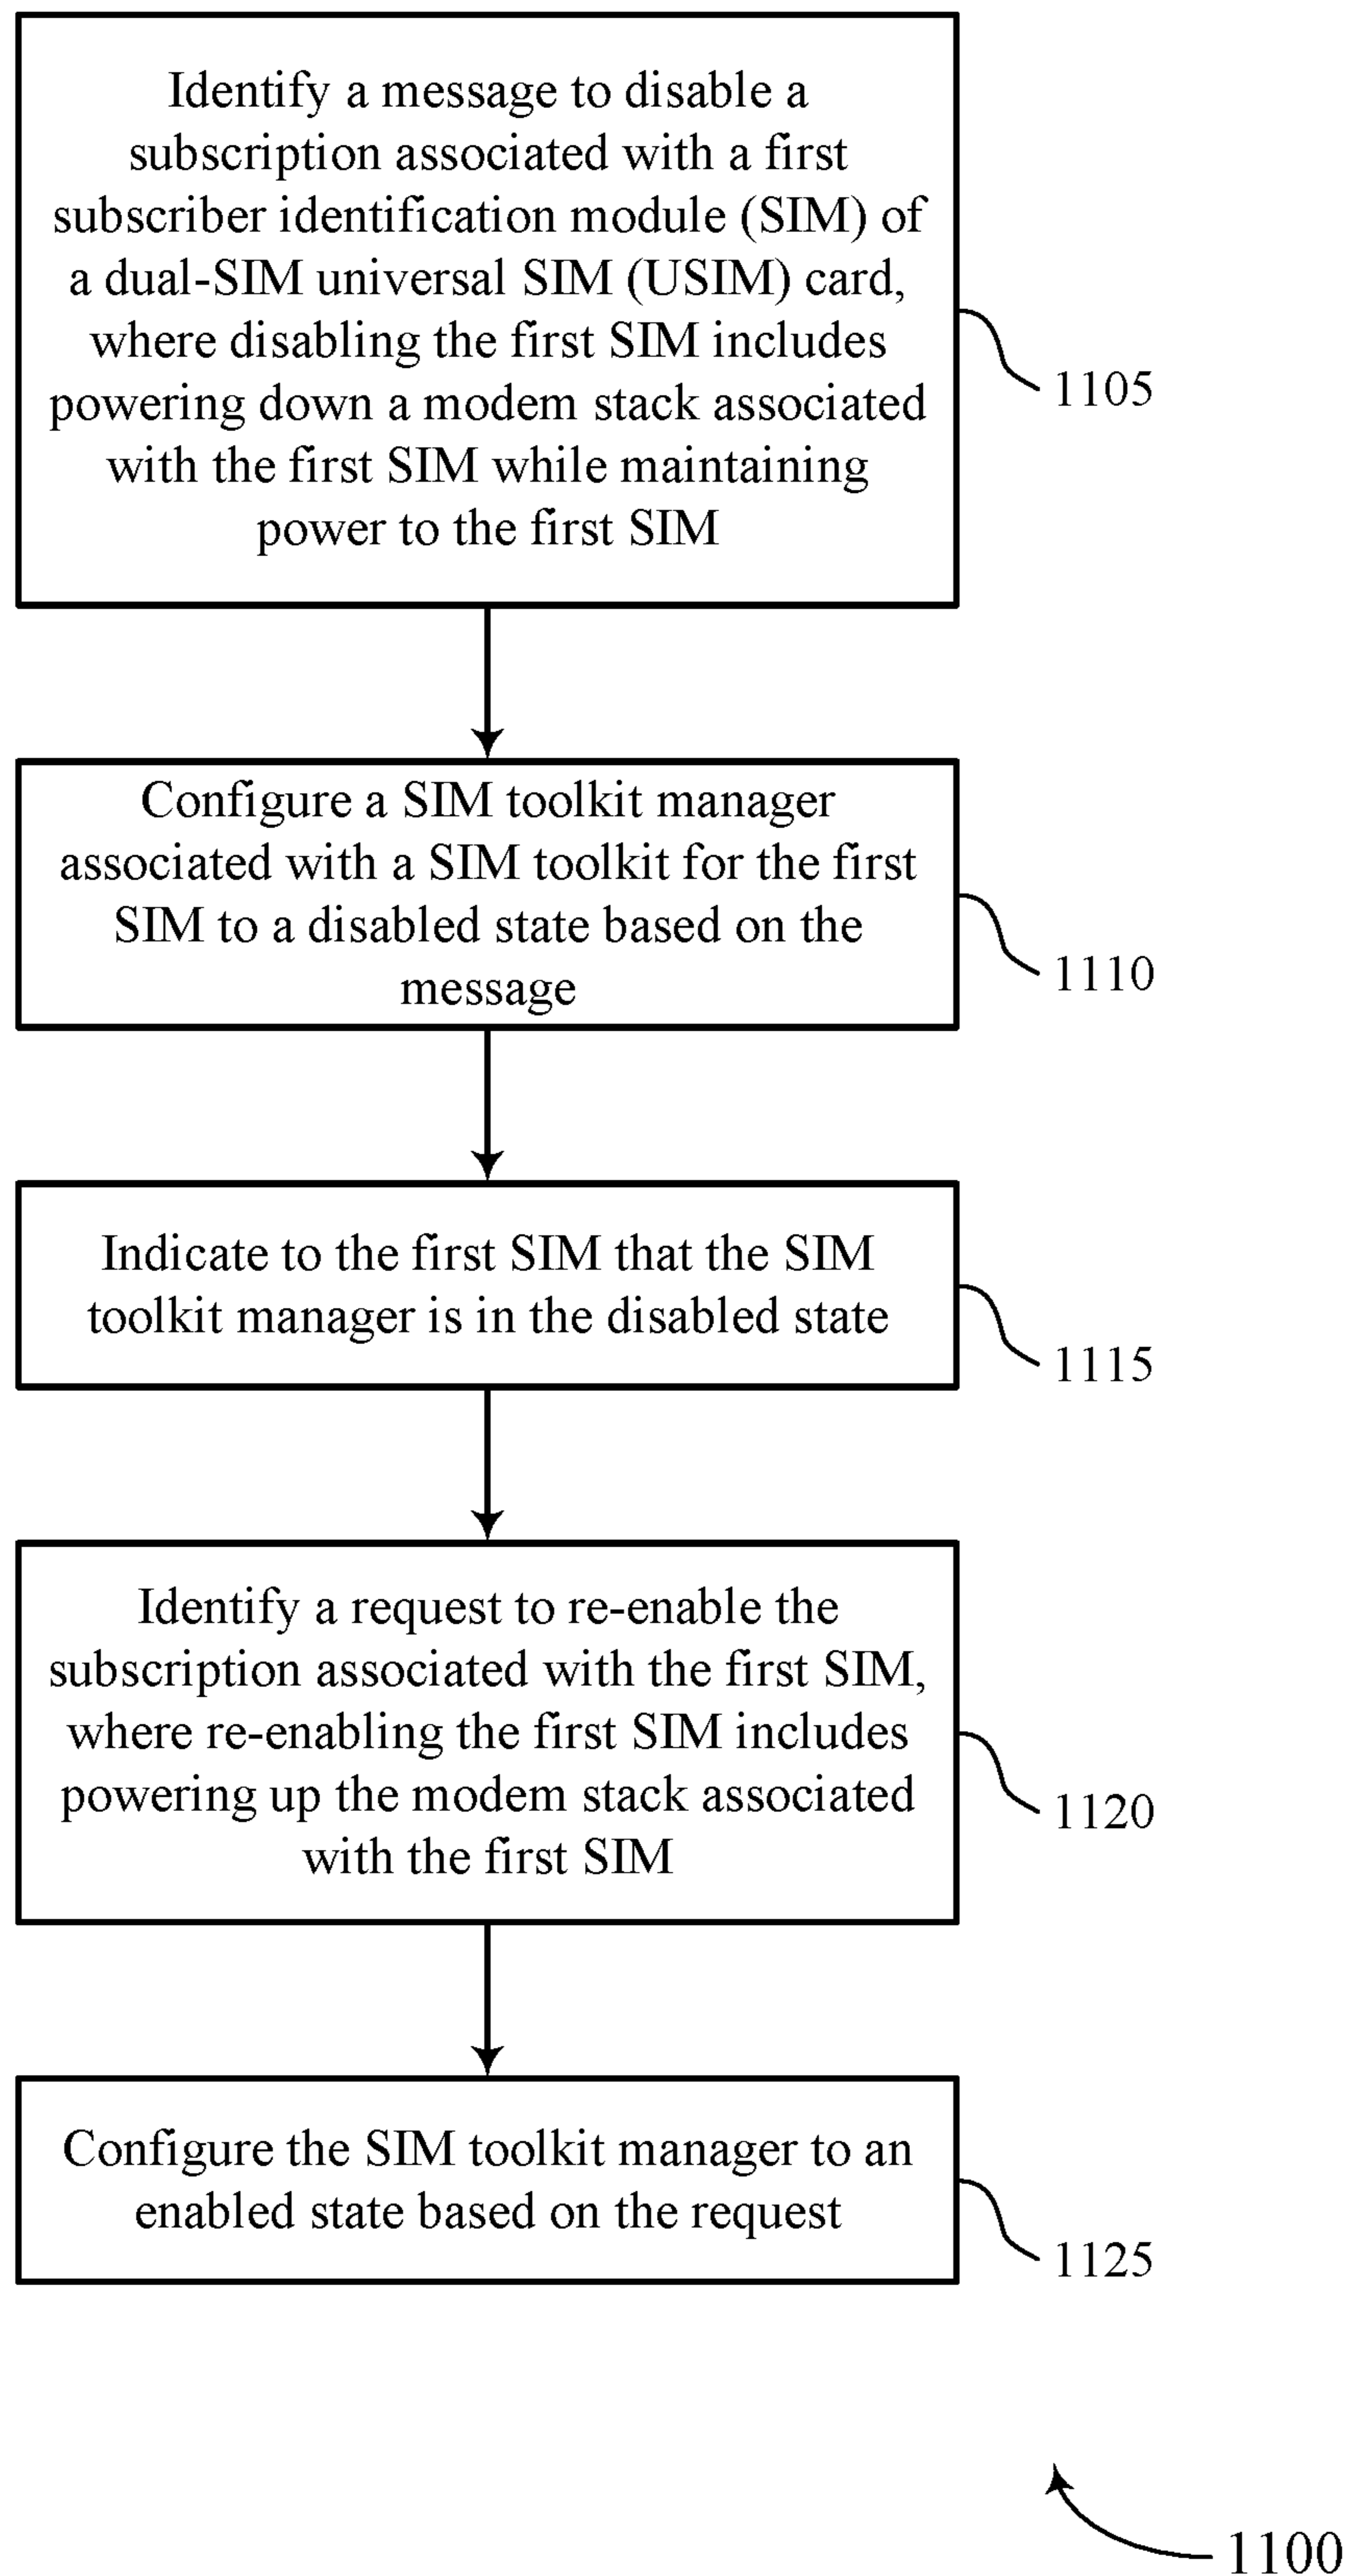 Identify a message to disable a
subscription associated with a first
subscriber identification module (SIM) of
a dual-SIM universal SIM (USIM) card,
where disabling the first SIM includes
powering down a modem stack associated
with the first SIM while maintaining
power to the first SIM
1105
Configure a SIM toolkit manager
associated with a SIM toolkit for the first
SIM to a disabled state based on the
message
1110
Indicate to the first SIM that the SIM
toolkit manager is in the disabled state
1115
Identify a request to re-enable the
subscription associated with the first SIM,
where re-enabling the first SIM includes
powering up the modem stack associated
with the first SIM
1120
Configure the SIM toolkit manager to an
enabled state based on the request
1125
1100